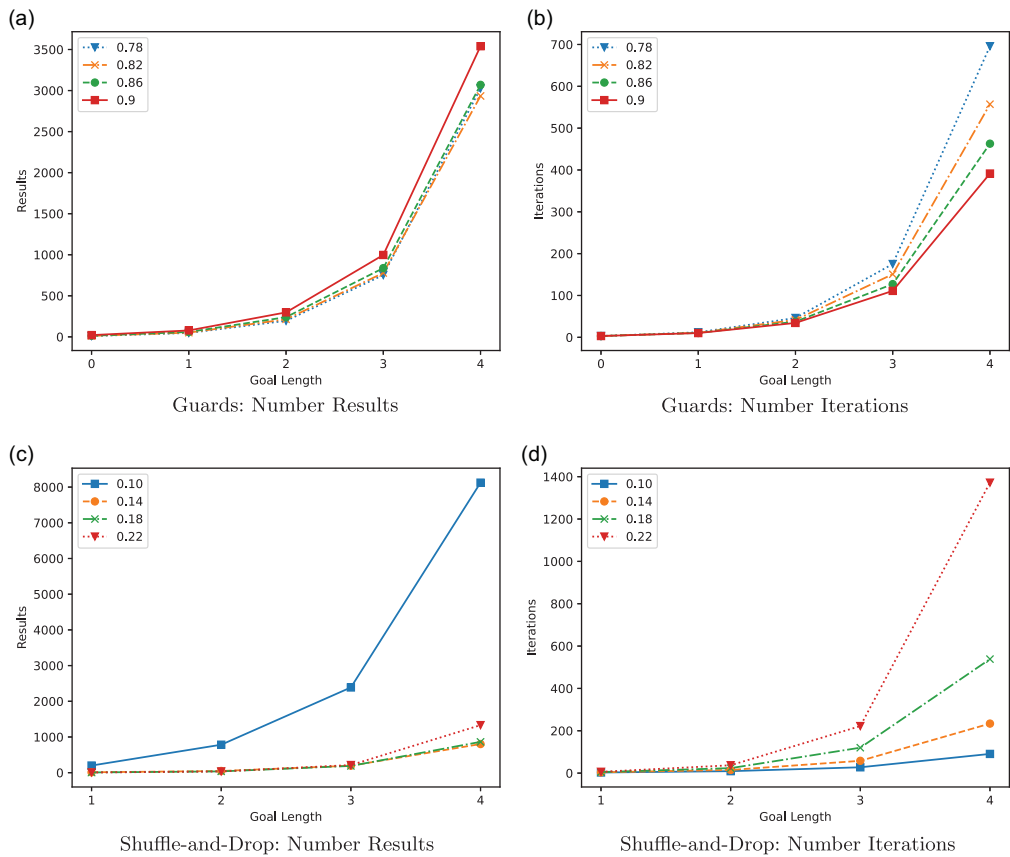 (a)
3500
3000
2500
2000
1500
1000
500
0
Results
0.78
0.82
0.86
0.9
0 1 2 3 4
Goal Length
Guards: Number Results
(b)
700
600
500
400
300
200
100
0
Iterations
0.78
0.82
0.86
0.9
0 1 2 3 4
Goal Length
Guards: Number Iterations
(c)
8000
7000
6000
5000
4000
3000
2000
1000
0
Results
0.10
0.14
0.18
0.22
1 2 3 4
Goal Length
Shuffle-and-Drop: Number Results
(d)
1400
1200
1000
800
600
400
200
0
Iterations
0.10
0.14
0.18
0.22
1 2 3 4
Goal Length
Shuffle-and-Drop: Number Iterations